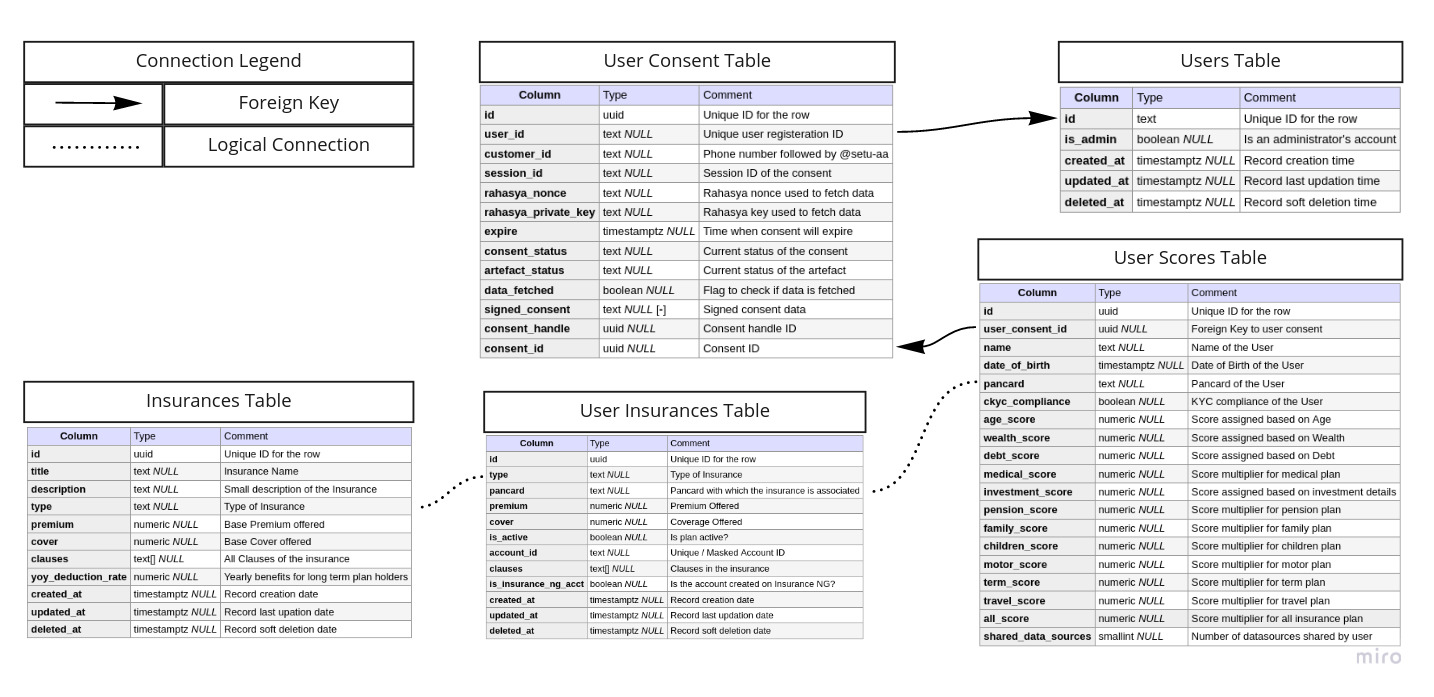 Connection Legend
Foreign Key
Logical Connection
User Consent Table
Column Type Comment
id uuid Unique ID for the row
user_id text NULL Unique user registeration ID
customer_id text NULL Phone number followed by @setu-aa
session_id text NULL Session ID of the consent
rahasya_nonce text NULL Rahasya nonce used to fetch data
rahasya_private_key text NULL Rahasya key used to fetch data
expire timestamptz NULL Time when consent will expire
consent_status text NULL Current status of the consent
artefact_status text NULL Current status of the artefact
data_fetched boolean NULL Flag to check if data is fetched
signed_consent text NULL [-] Signed consent data
consent_handle uuid NULL Consent handle ID
consent_id uuid NULL Consent ID
Users Table
Column Type Comment
id text Unique ID for the row
is_admin boolean NULL Is an administrator's account
created_at timestamptz NULL Record creation time
updated_at timestamptz NULL Record last updation time
deleted_at timestamptz NULL Record soft deletion time
User Scores Table
Column Type Comment
id uuid Unique ID for the row
user_consent_id uuid NULL Foreign Key to user consent
name text NULL Name of the User
date_of_birth timestamptz NULL Date of Birth of the User
pancard text NULL Pancard of the User
ckyc_compliance boolean NULL KYC compliance of the User
age_score numeric NULL Score assigned based on Age
wealth_score numeric NULL Score assigned based on Wealth
debt_score numeric NULL Score assigned based on Debt
medical_score numeric NULL Score multiplier for medical plan
investment_score numeric NULL Score assigned based on investment details
pension_score numeric NULL Score multiplier for pension plan
family_score numeric NULL Score multiplier for family plan
children_score numeric NULL Score multiplier for children plan
motor_score numeric NULL Score multiplier for motor plan
term_score numeric NULL Score multiplier for term plan
travel_score numeric NULL Score multiplier for travel plan
all_score numeric NULL Score multiplier for all insurance plan
shared_data_sources smallint NULL Number of datasources shared by user
Insurances Table
Column Type Comment
id uuid Unique ID for the row
title text NULL Insurance Name
description text NULL Small description of the Insurance
type text NULL Type of Insurance
premium numeric NULL Base Premium offered
cover numeric NULL Base Cover offered
clauses text[] NULL All Clauses of the insurance
yoy_deduction_rate numeric NULL Yearly benefits for long term plan holders
created_at timestamptz NULL Record creation date
updated_at timestamptz NULL Record last upation date
deleted_at timestamptz NULL Record soft deletion date
User Insurances Table
Column Type Comment
id uuid Unique ID for the row
type text NULL Type of Insurance
pancard text NULL Pancard with which the insurance is associated
premium numeric NULL Premium Offered
cover numeric NULL Coverage Offered
is_active boolean NULL Is plan active?
account_id text NULL Unique / Masked Account ID
clauses text[] NULL Clauses in the insurance
is_insurance_ng_acct boolean NULL Is the account created on Insurance NG?
created_at timestamptz NULL Record creation date
updated_at timestamptz NULL Record last updation date
deleted_at timestamptz NULL Record soft deletion date
miro